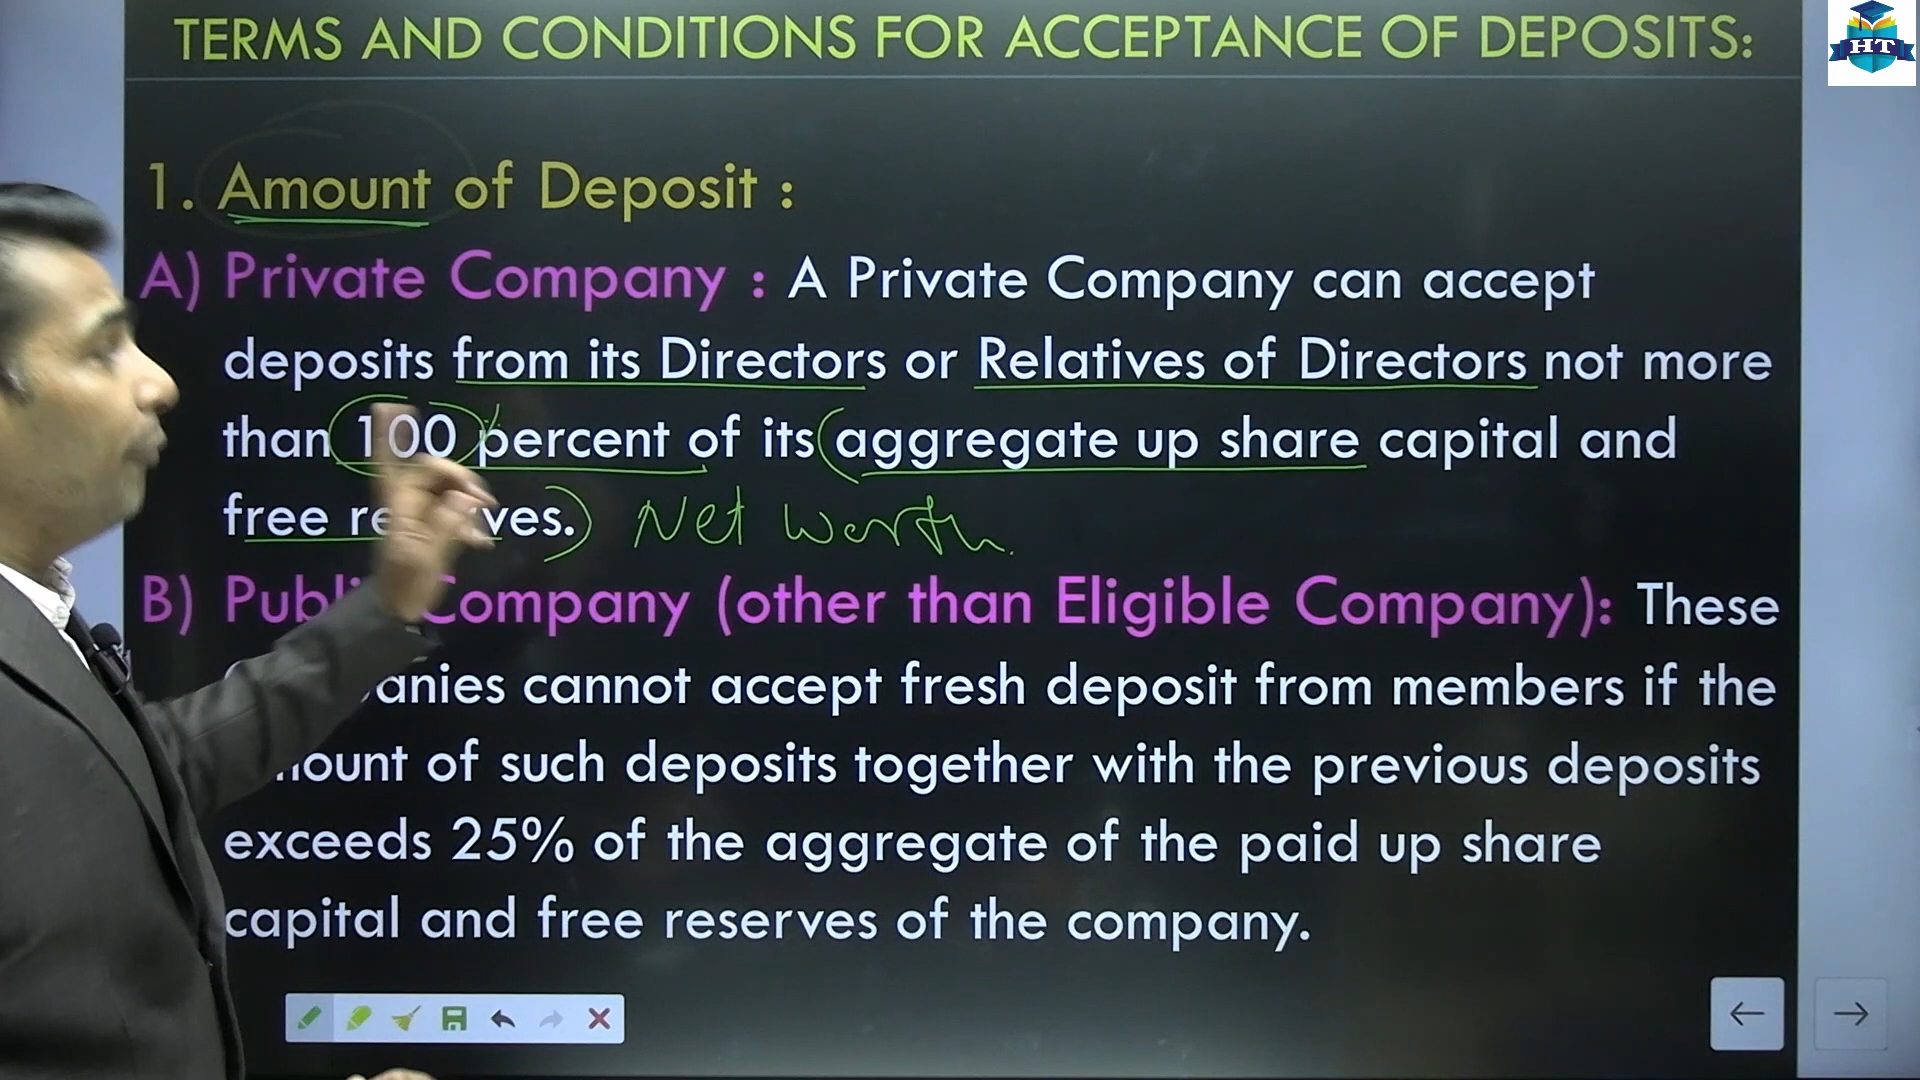 TERMS AND CONDITIONS FOR ACCEPTANCE OF DEPOSITS:
HT
1. Amount of Deposit :
A) Private Company : A Private Company can accept
deposits from its Directors or Relatives of Directors not more
than 100 percent of its (aggregate up share capital and
free reserves.) Net Worth.
B) Company (other than Eligible Company): These
cannot accept fresh deposit from members if the
of such deposits together with the previous deposits
exceeds 25% of the aggregate of the paid up share
capital and free reserves of the company.